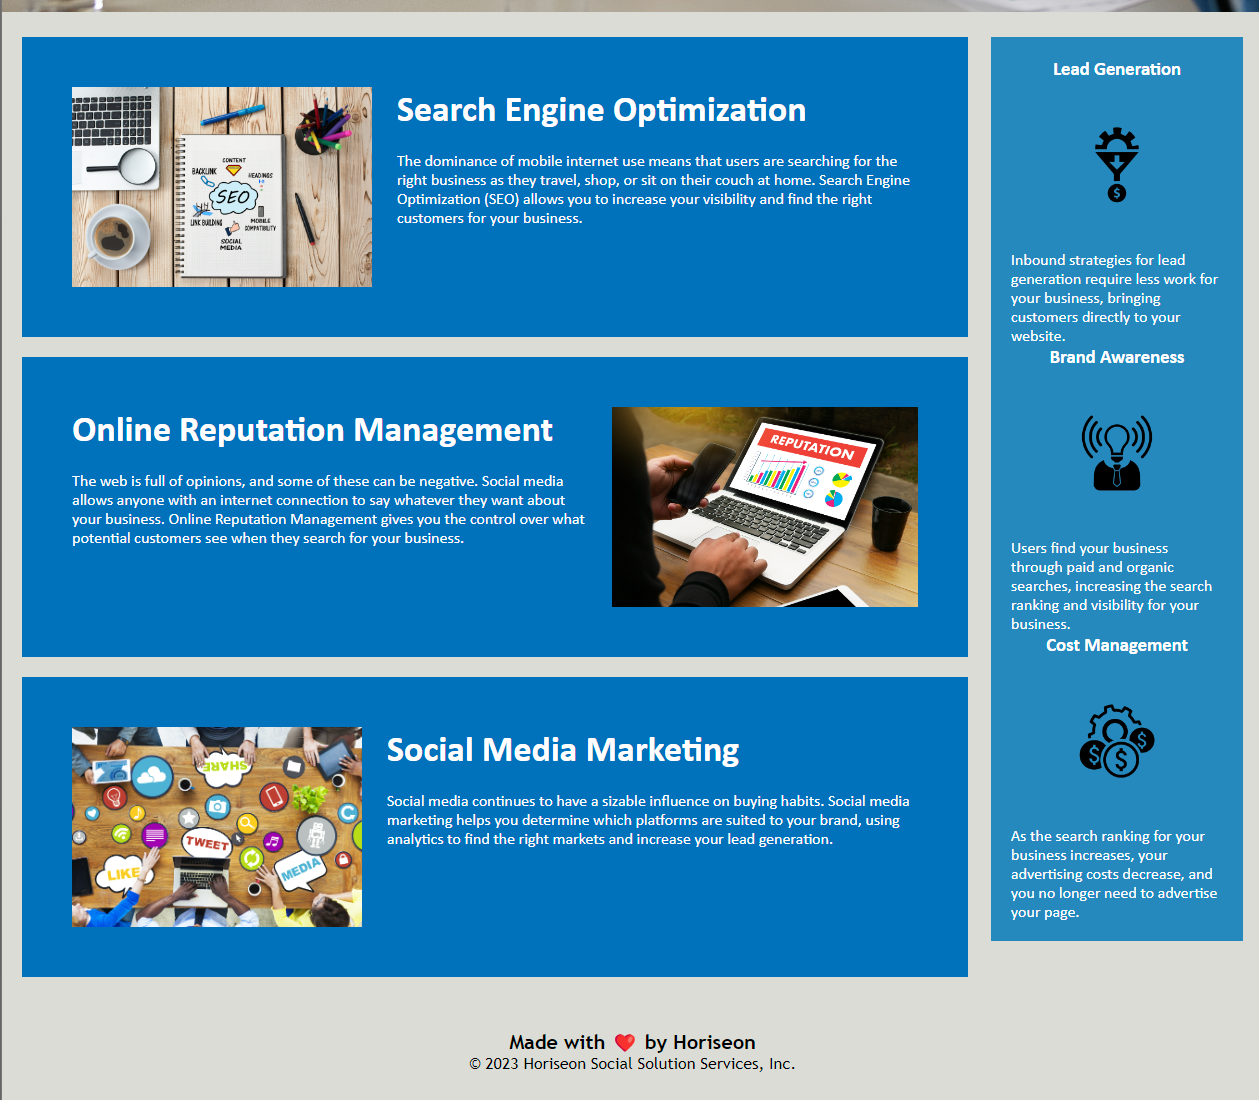 Search Engine Optimization
The dominance of mobile internet use means that users are searching for the
right business as they travel, shop, or sit on their couch at home. Search Engine
Optimization (SEO) allows you to increase your visibility and find the right
customers for your business.
CONTENT
BACKLINK
HEADINGS
SEO
LINK BUILDING
MOBILE
COMPATIBILITY
SOCIAL
MEDIA
Online Reputation Management
The web is full of opinions, and some of these can be negative. Social media
allows anyone with an internet connection to say whatever they want about
your business. Online Reputation Management gives you the control over what
potential customers see when they search for your business.
REPUTATION
Social Media Marketing
Social media continues to have a sizable influence on buying habits. Social media
marketing helps you determine which platforms are suited to your brand, using
analytics to find the right markets and increase your lead generation.
SHARE
TWEET
LIKE
MEDIA
Lead Generation
$
Inbound strategies for lead
generation require less work for
your business, bringing
customers directly to your
website.
Brand Awareness
Users find your business
through paid and organic
searches, increasing the search
ranking and visibility for your
business.
Cost Management
$ $ $
As the search ranking for your
business increases, your
advertising costs decrease, and
you no longer need to advertise
your page.
Made with ❤️ by Horiseon
© 2023 Horiseon Social Solution Services, Inc.